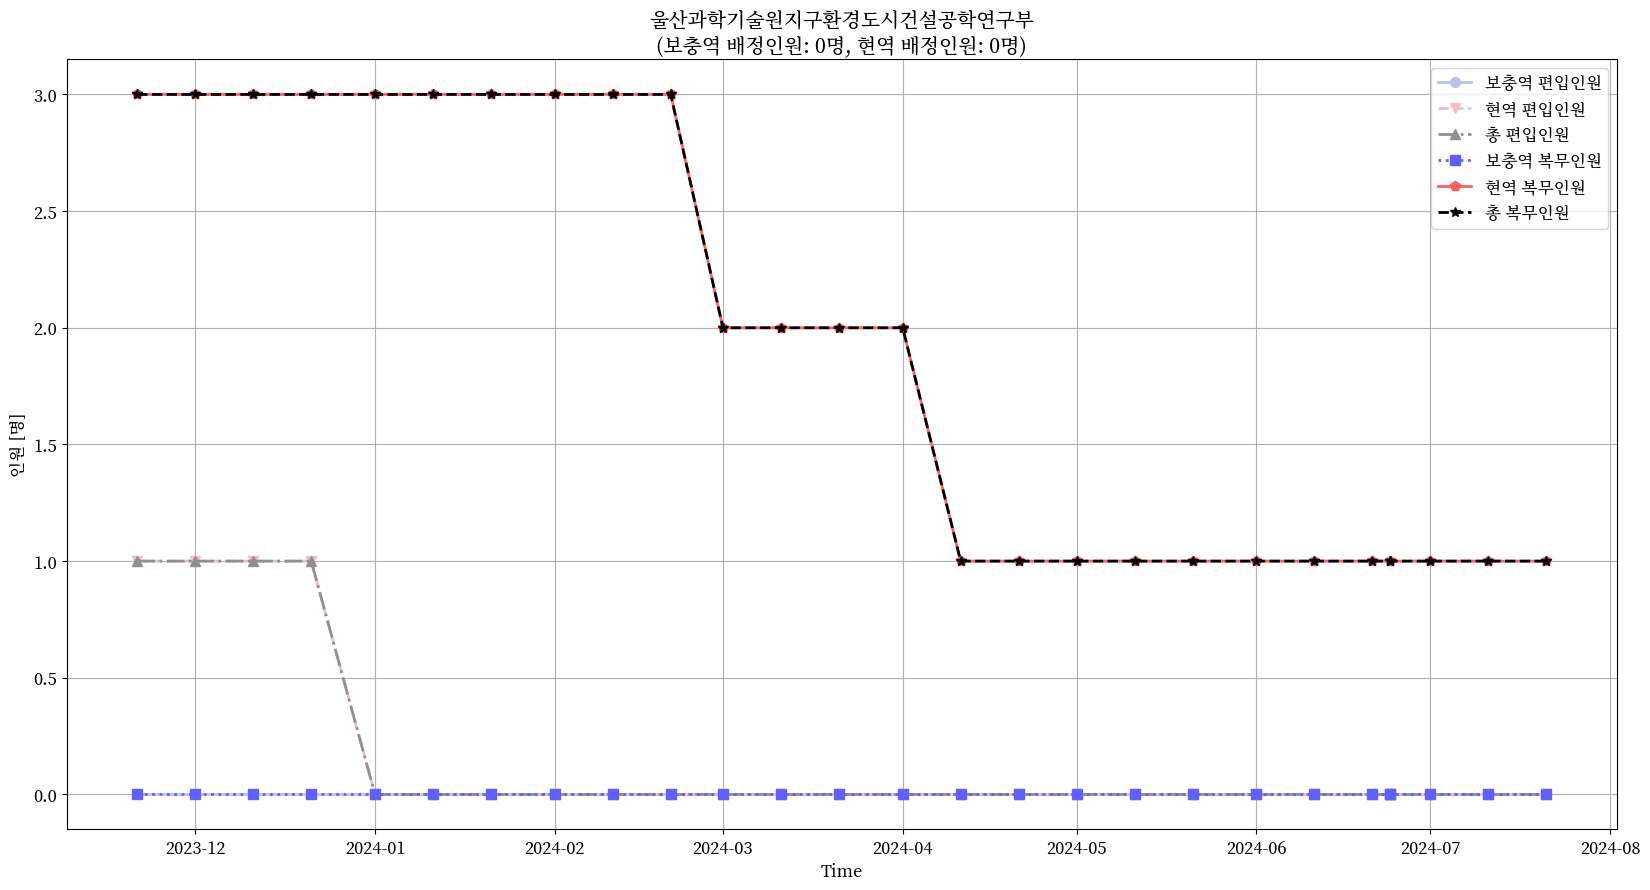 울산과학기술원지구환경도시건설공학연구부
(보충역 배정인원: 0명, 현역 배정인원: 0명)
보충역 편입인원
현역 편입인원
총 편입인원
보충역 복무인원
현역 복무인원
총 복무인원
인원 [명]
3.0
2.5
2.0
1.5
1.0
0.5
0.0
2023-12
2024-01
2024-02
2024-03
2024-04
2024-05
2024-06
2024-07
2024-08
Time